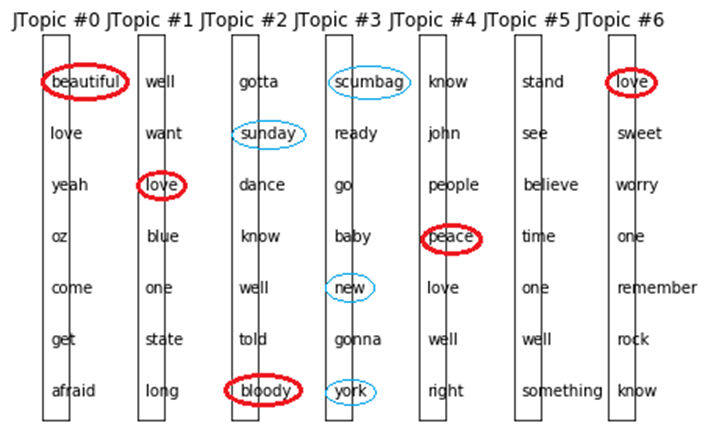 JTopic #0 JTopic #1 JTopic #2 JTopic #3 JTopic #4 JTopic #5 JTopic #6
beautiful well gotta scumbag know stand love
love want sunday ready john see sweet
yeah love dance go people believe worry
oz blue know baby peace time one
come one well new love one remember
get state told gonna well well rock
afraid long bloody york right something know